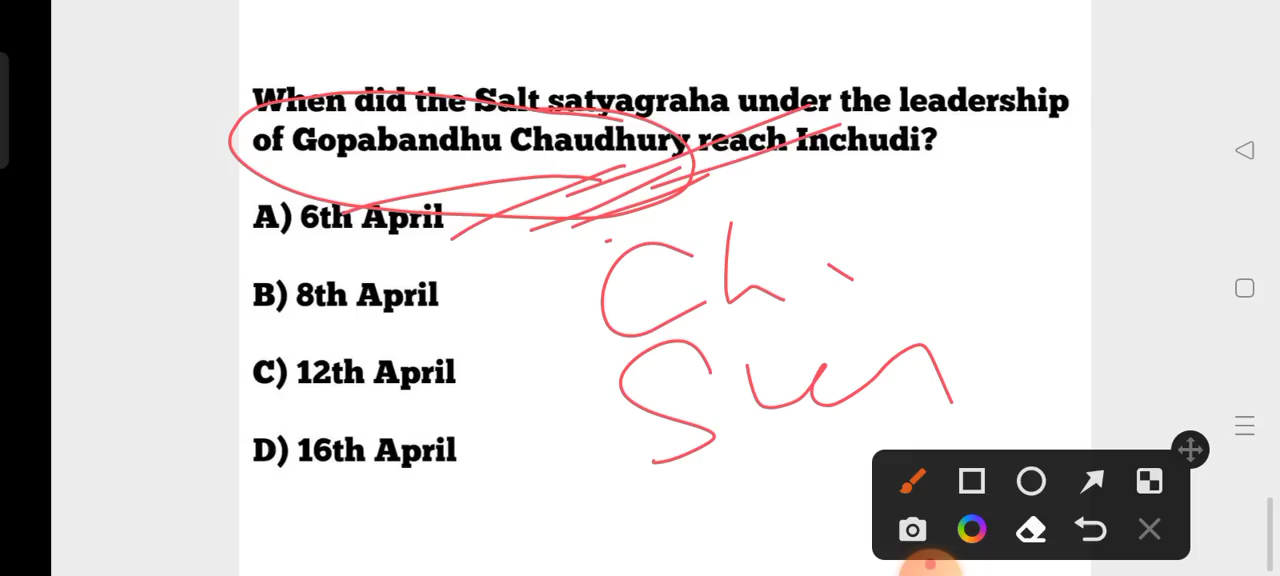 When did the Salt satyagraha under the leadership
of Gopabandhu Chaudhury reach Inchudi?
A) 6th April
B) 8th April
C) 12th April
D) 16th April